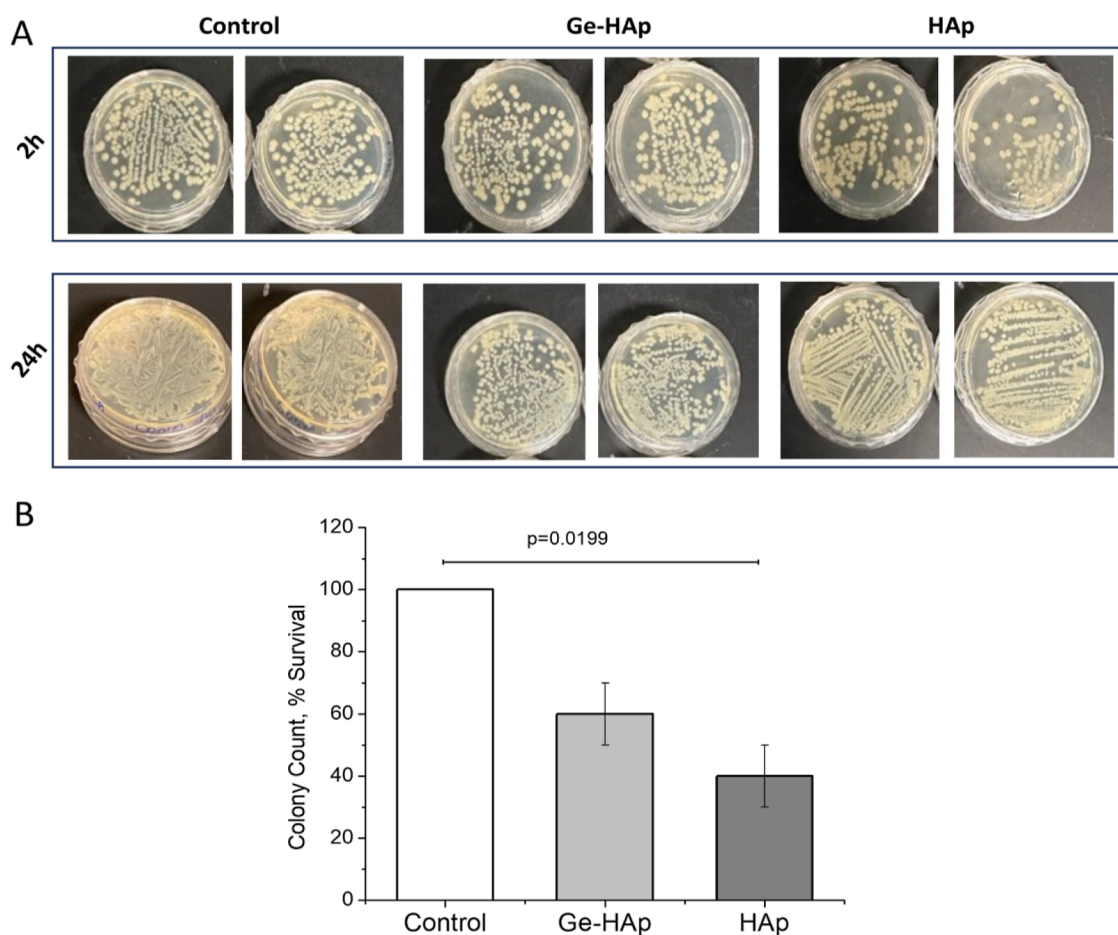 A
Control Ge-HAp HAp
2h
24h
B
120
100
80
60
40
20
0
Colony Count, % Survival
p=0.0199
Control Ge-HAp HAp